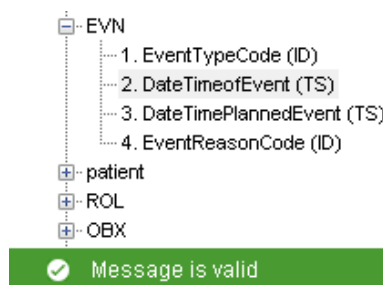 EVN
1. EventTypeCode (ID)
2. DateTimeofEvent (TS)
3. DateTimePlannedEvent (TS)
4. EventReasonCode (ID)
patient
ROL
OBX
Message is valid